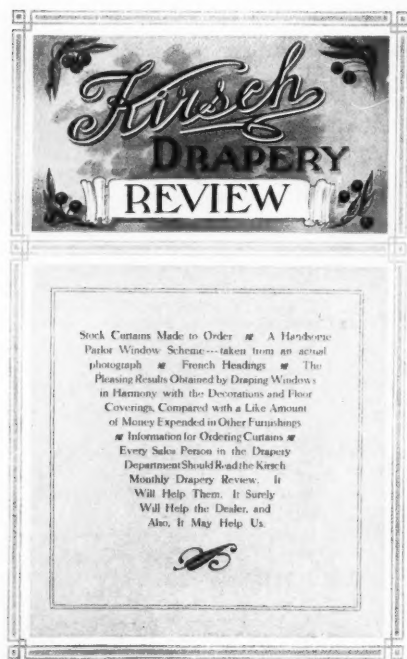 Kirsch
DRAPERY
REVIEW
Stock Curtains Made to Order A Handsome
Parlor Window Scheme---taken from an actual
photograph French Headings The
Pleasing Results Obtained by Draping Windows
in Harmony with the Decorations and Floor
Coverings, Compared with a Like Amount
of Money Expended in Other Furnishings
Information for Ordering Curtains
Every Sales Person in the Drapery
Department Should Read the Kirsch
Monthly Drapery Review. It
Will Help Them. It Surely
Will Help the Dealer, and
Also, It May Help Us.